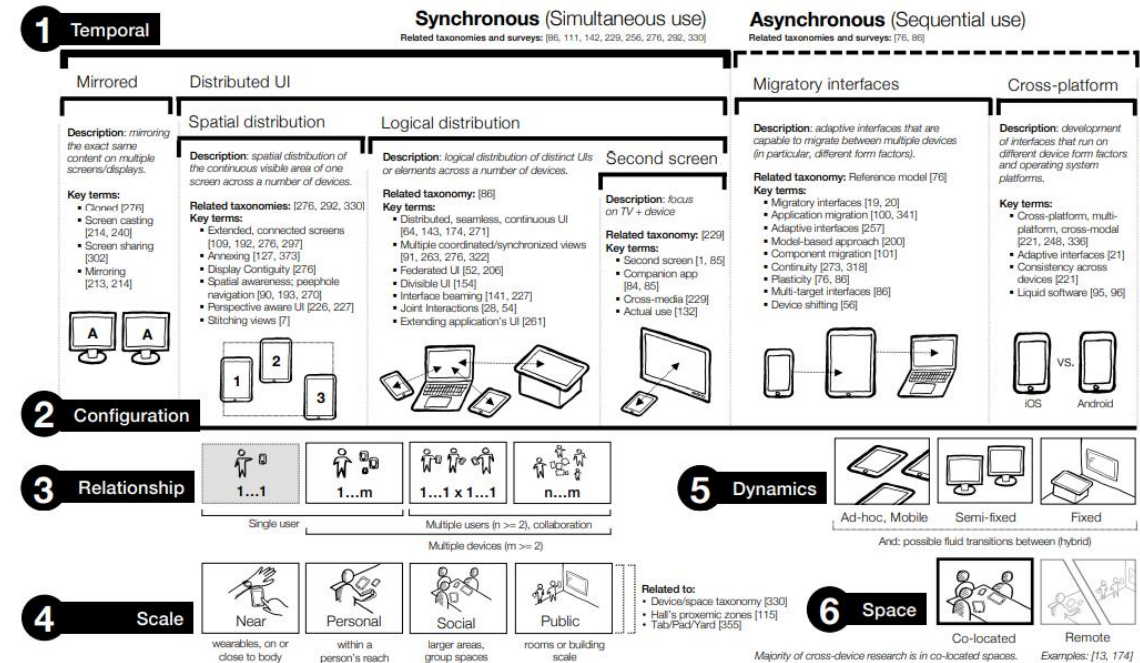 1 Temporal
Synchronous (Simultaneous use)
Related taxonomies and surveys: [86, 111, 142, 229, 256, 276, 292, 330]
Asynchronous (Sequential use)
Related taxonomies and surveys: [76, 86]
Mirrored
Description: mirroring
the exact same
content on multiple
screens/displays.
Key terms:
▪ Cloned [276]
▪ Screen casting
[214, 240]
▪ Screen sharing
[302]
▪ Mirroring
[213, 214]
A A
Distributed UI
Spatial distribution
Description: spatial distribution of
the continuous visible area of one
screen across a number of devices.
Related taxonomies: [276, 292, 330]
Key terms:
▪ Extended, connected screens
[109, 192, 276, 297]
▪ Annexing [127, 373]
▪ Display Contiguity [276]
▪ Spatial awareness; peephole
navigation [90, 193, 270]
▪ Perspective aware UI [226, 227]
▪ Stitching views [7]
1 2 3
Logical distribution
Description: logical distribution of distinct UIs
or elements across a number of devices.
Related taxonomy: [86]
Key terms:
▪ Distributed, seamless, continuous UI
[64, 143, 174, 271]
▪ Multiple coordinated/synchronized views
[91, 263, 276, 322]
▪ Federated UI [52, 206]
▪ Divisible UI [154]
▪ Interface beaming [141, 227]
▪ Joint Interactions [28, 54]
▪ Extending application's UI [261]
Second screen
Description: focus
on TV + device
Related taxonomy: [229]
Key terms:
▪ Second screen [1, 85]
▪ Companion app
[84, 85]
▪ Cross-media [229]
▪ Actual use [132]
Migratory interfaces
Description: adaptive interfaces that are
capable to migrate between multiple devices
(in particular, different form factors).
Related taxonomy: Reference model [76]
Key terms:
▪ Migratory interfaces [19, 20]
▪ Application migration [100, 341]
▪ Adaptive interfaces [257]
▪ Model-based approach [200]
▪ Component migration [101]
▪ Continuity [273, 318]
▪ Plasticity [76, 86]
▪ Multi-target interfaces [86]
▪ Device shifting [56]
Cross-platform
Description: development
of interfaces that run on
different device form factors
and operating system
platforms.
Key terms:
▪ Cross-platform, multi-
platform, cross-modal
[221, 248, 336]
▪ Adaptive interfaces [21]
▪ Consistency across
devices [221]
▪ Liquid software [95, 96]
vs.
iOS Android
2 Configuration
3 Relationship
1...1 1...m 1...1 x 1...1 n...m
Single user Multiple users (n >= 2), collaboration
Multiple devices (m >= 2)
5 Dynamics
Ad-hoc, Mobile Semi-fixed Fixed
And: possible fluid transitions between (hybrid)
4 Scale
Near Personal Social Public
wearables, on or
close to body
within a
person's reach
larger areas,
group spaces
rooms or building
scale
Related to:
• Device/space taxonomy [330]
• Hall's proxemic zones [115]
• Tab/Pad/Yard [355]
6 Space
Co-located Remote
Majority of cross-device research is in co-located spaces. Examples: [13, 174]